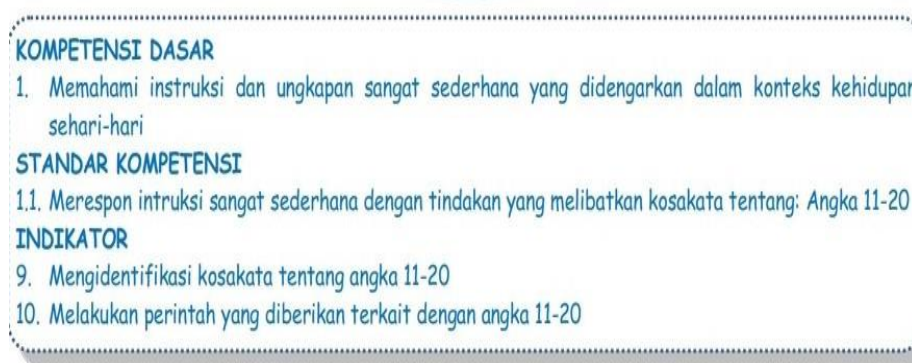 KOMPETENSI DASAR
1. Memahami instruksi dan ungkapan sangat sederhana yang didengarkan dalam konteks kehidupan
sehari-hari
STANDAR KOMPETENSI
1.1. Merespon intruksi sangat sederhana dengan tindakan yang melibatkan kosakata tentang: Angka 11-20
INDIKATOR
9. Mengidentifikasi kosakata tentang angka 11-20
10. Melakukan perintah yang diberikan terkait dengan angka 11-20